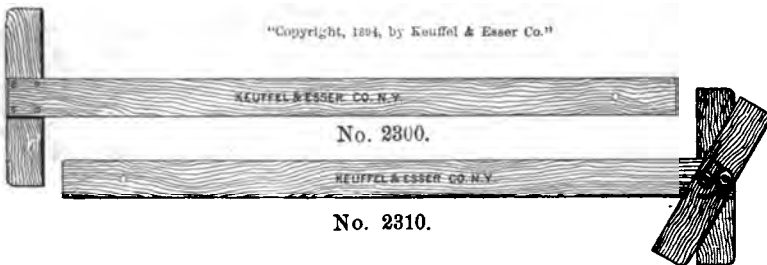 "Copyright, 1894, by Keuffel & Esser Co."
KEUFFEL & ESSER CO. N.Y.
No. 2300.
KEUFFEL & ESSER CO. N.Y.
No. 2310.